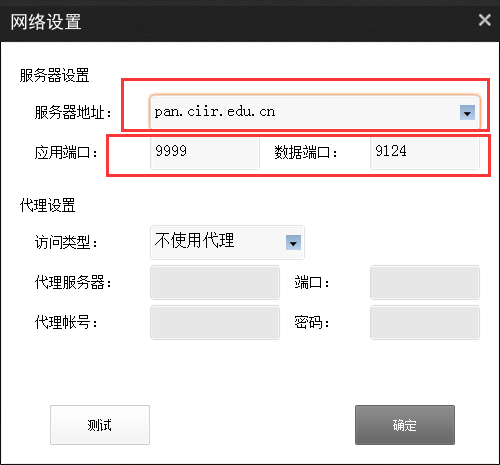 网络设置
服务器设置
服务器地址： pan.ciir.edu.cn
应用端口： 9999 数据端口： 9124
代理设置
访问类型： 不使用代理
代理服务器： 端口：
代理帐号： 密码：
测试 确定